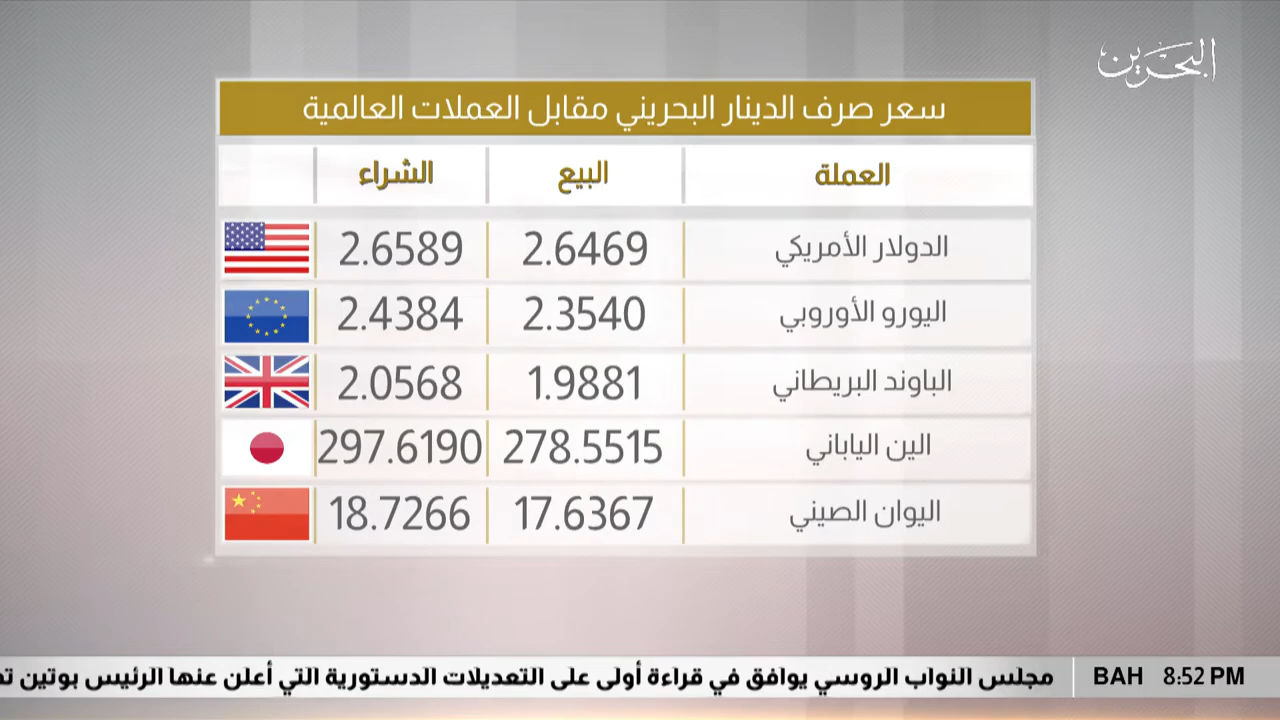 البحرين
سعر صرف الدينار البحريني مقابل العملات العالمية
العملة البيع الشراء
الدولار الأمريكي 2.6469 2.6589
اليورو الأوروبي 2.3540 2.4384
الباوند البريطاني 1.9881 2.0568
الين الياباني 278.5515 297.6190
اليوان الصيني 17.6367 18.7266
BAH 8:52 PM
مجلس النواب الروسي يوافق في قراءة أولى على التعديلات الدستورية التي أعلن عنها الرئيس بوتين